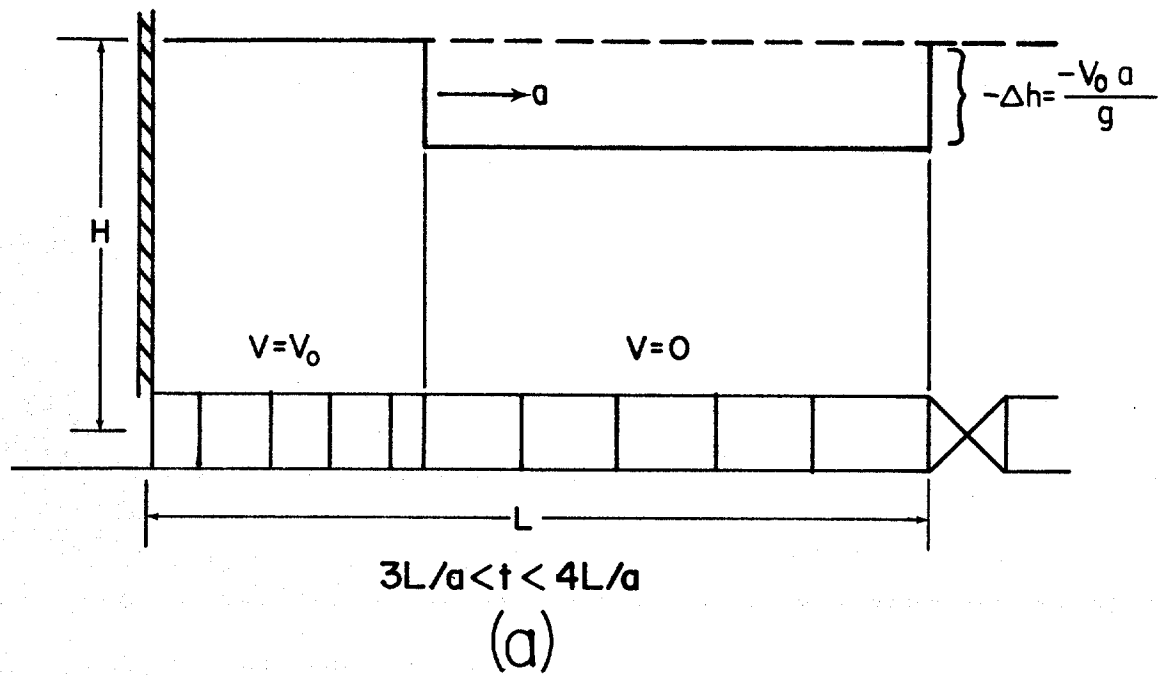 a
-Δh = -V₀ a / g
H
V=V₀
V=0
L
3L/a<t<4L/a
(a)